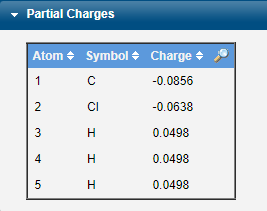 Partial Charges
Atom Symbol Charge
1 C -0.0856
2 Cl -0.0638
3 H 0.0498
4 H 0.0498
5 H 0.0498